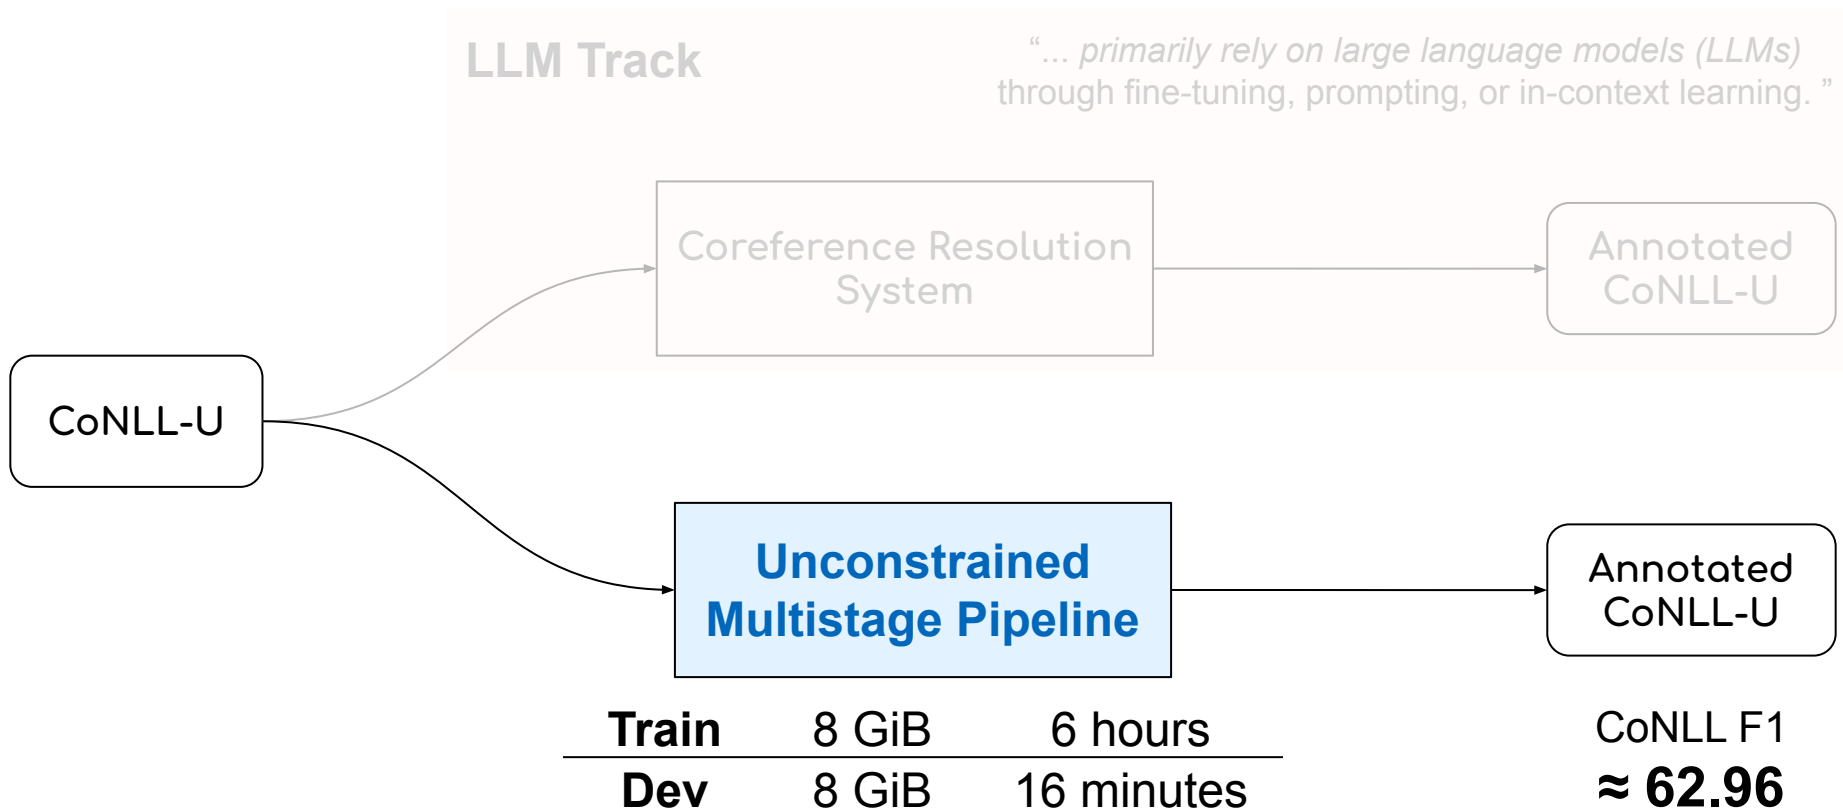 LLM Track
“... primarily rely on large language models (LLMs)
through fine-tuning, prompting, or in-context learning. ”
Coreference Resolution
System
Annotated
CoNLL-U
CoNLL-U
Unconstrained
Multistage Pipeline
Annotated
CoNLL-U
Train 8 GiB 6 hours
Dev 8 GiB 16 minutes
CoNLL F1
≈ 62.96